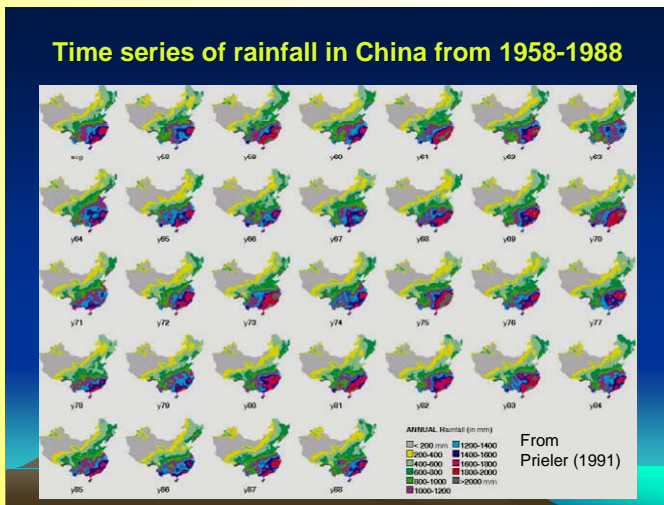 Time series of rainfall in China from 1958-1988
avg y58 y59 y60 y61 y62 y63
y64 y65 y66 y67 y68 y69 y70
y71 y72 y73 y74 y75 y76 y77
y78 y79 y80 y81 y82 y83 y84
y85 y86 y87 y88
ANNUAL Rainfall (in mm)
< 200 mm 1200-1400
200-400 1400-1600
400-600 1600-1800
600-800 1800-2000
800-1000 >2000 mm
1000-1200
From
Prieler (1991)